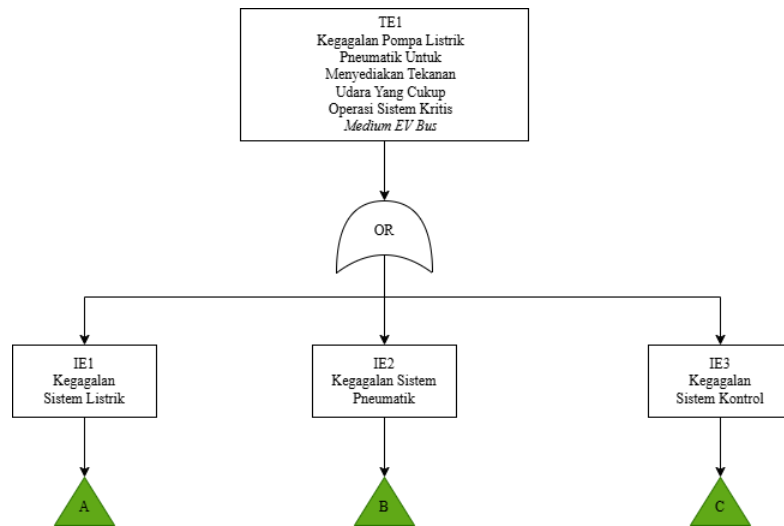 TE1
Kegagalan Pompa Listrik
Pneumatik Untuk
Menyediakan Tekanan
Udara Yang Cukup
Operasi Sistem Kritis
Medium EV Bus
OR
IE1
Kegagalan
Sistem Listrik
IE2
Kegagalan Sistem
Pneumatik
IE3
Kegagalan
Sistem Kontrol
A
B
C